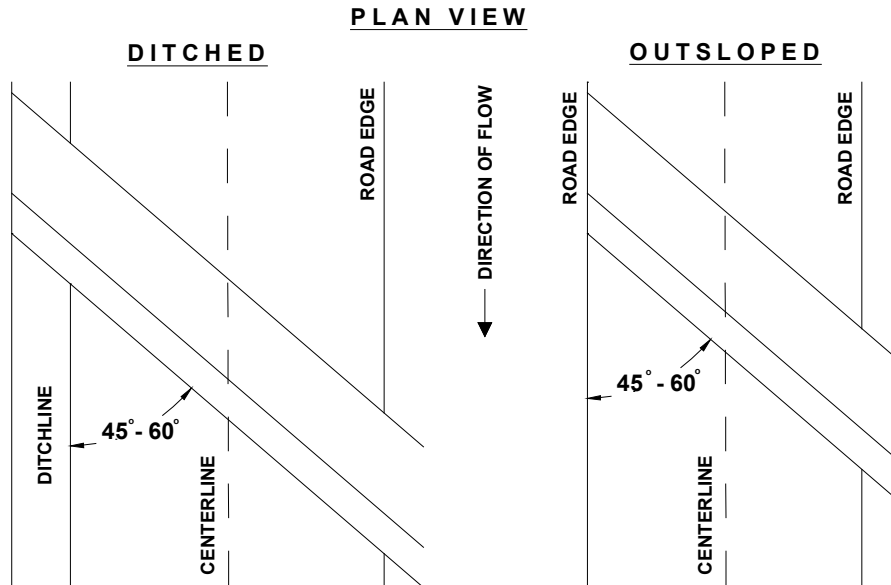 PLAN VIEW
DITCHED
OUTSLOPED
ROAD EDGE
DIRECTION OF FLOW
ROAD EDGE
ROAD EDGE
45° - 60°
45° - 60°
DITCHLINE
CENTERLINE
CENTERLINE